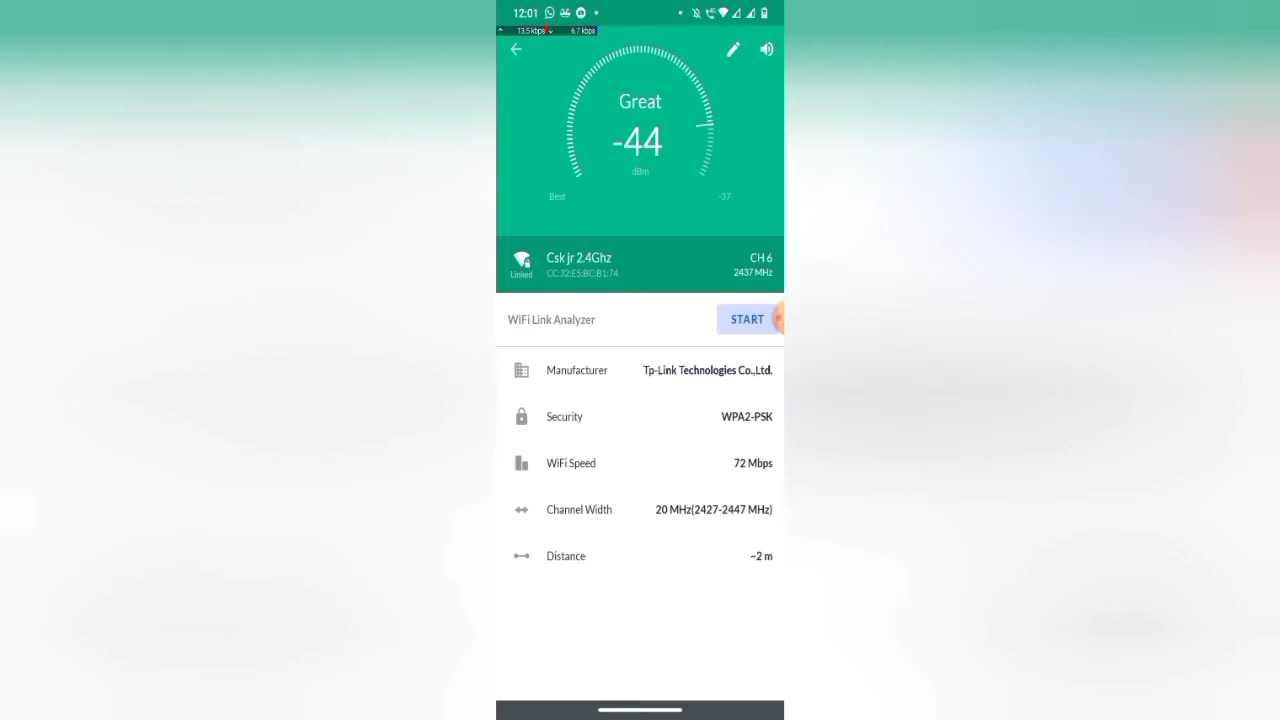 12:01
13.5 kbps 6.7 kbps
Great
-44
dBm
Best -37
Csk jr 2.4Ghz CH 6
Linked CC:32:E5:BC:B1:74 2437 MHz
WiFi Link Analyzer START
Manufacturer Tp-Link Technologies Co.,Ltd.
Security WPA2-PSK
WiFi Speed 72 Mbps
Channel Width 20 MHz(2427-2447 MHz)
Distance ~2 m